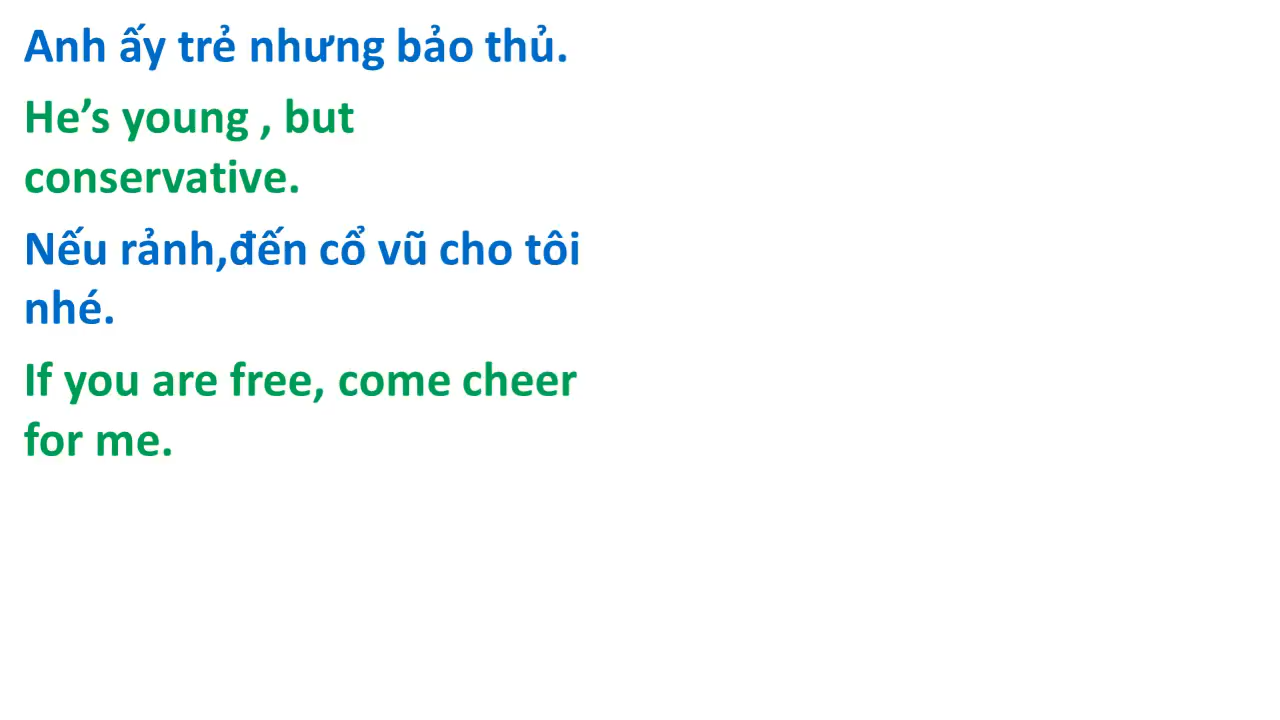 Anh ấy trẻ nhưng bảo thủ.
He’s young , but
conservative.
Nếu rảnh,đến cổ vũ cho tôi
nhé.
If you are free, come cheer
for me.